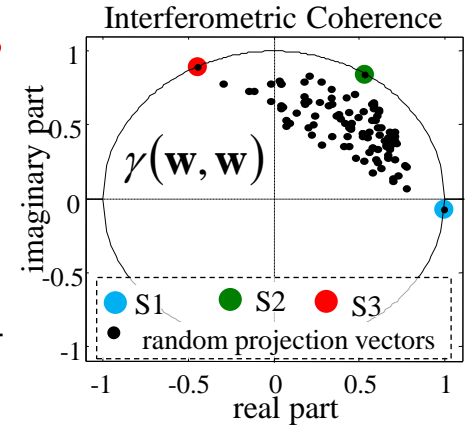 Interferometric Coherence
imaginary part
1
0.5
0
-0.5
-1
γ(w, w)
S1 S2 S3
random projection vectors
-1 -0.5 0 0.5 1
real part